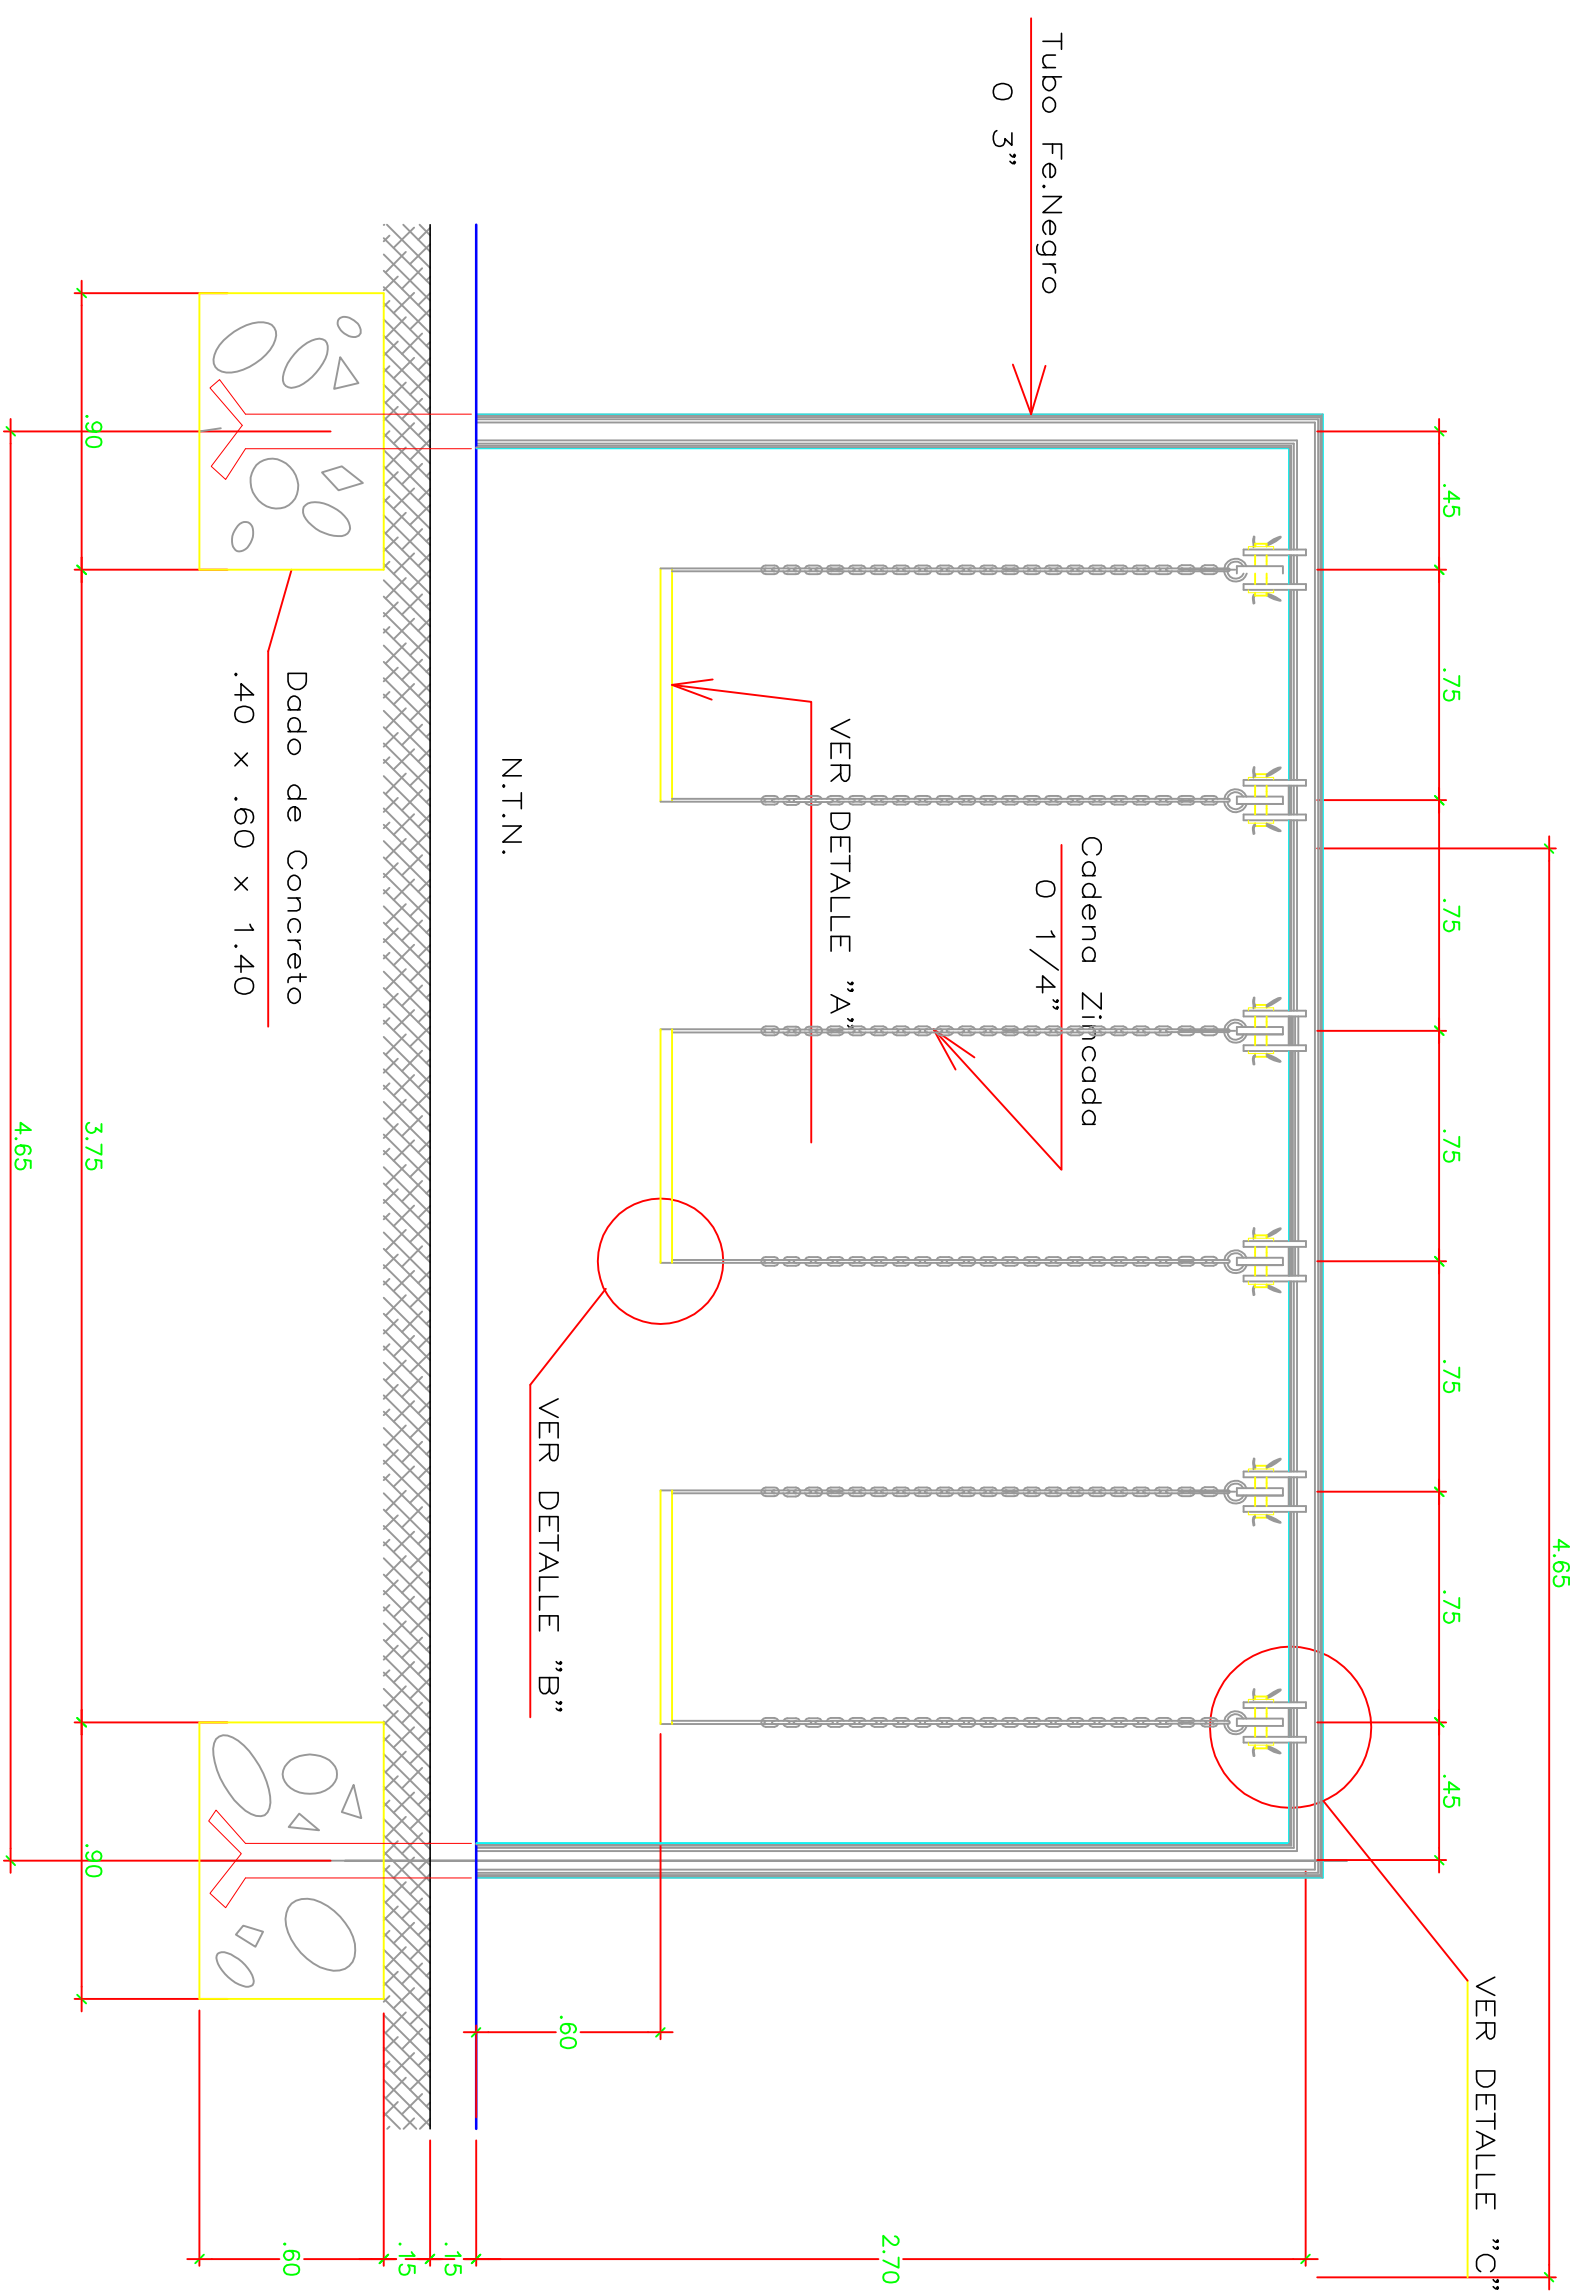 4.65
.45
.75
.75
.75
.75
.75
.45
VER DETALLE "C"
Tubo Fe.Negro
O 3"
Cadena Zincada
O 1/4"
VER DETALLE "A"
2.70
VER DETALLE "B"
.60
N.T.N.
.15
.15
Dado de Concreto
.40 x .60 x 1.40
.60
.90
3.75
.90
4.65